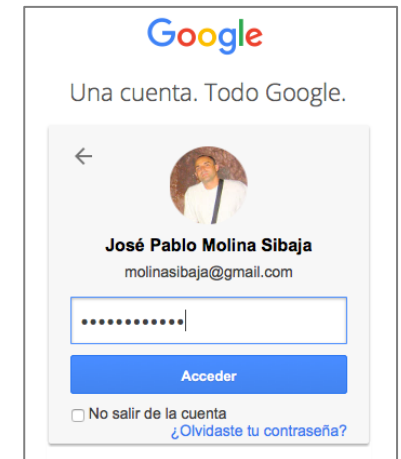 Google
Una cuenta. Todo Google.
José Pablo Molina Sibaja
molinasibaja@gmail.com
••••••••••••
Acceder
No salir de la cuenta
¿Olvidaste tu contraseña?